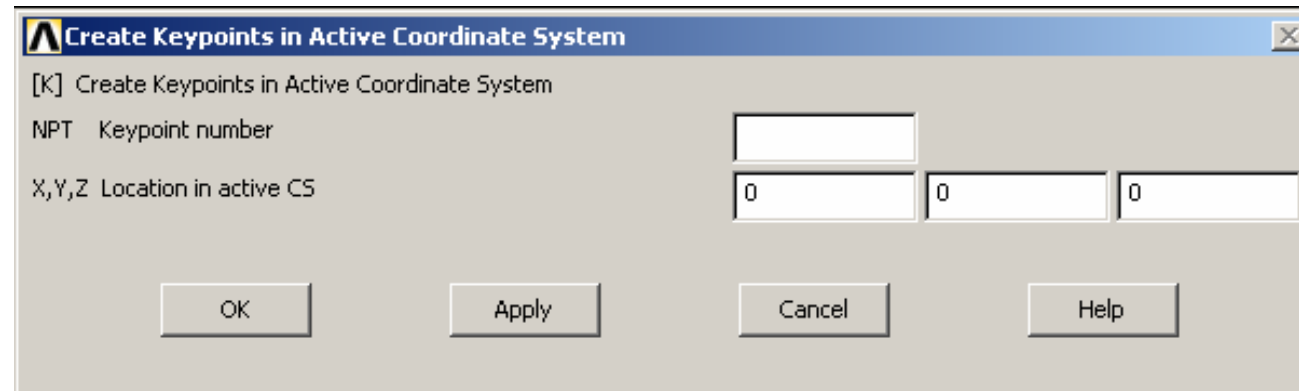 Create Keypoints in Active Coordinate System
[K] Create Keypoints in Active Coordinate System
NPT Keypoint number
X,Y,Z Location in active CS 0 0 0
OK Apply Cancel Help